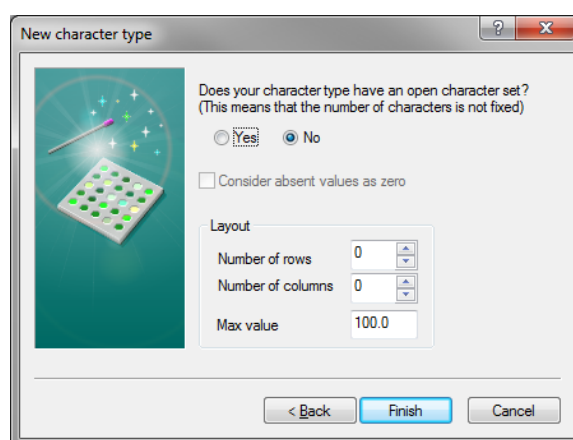 New character type
Does your character type have an open character set?
(This means that the number of characters is not fixed)
Yes No
Consider absent values as zero
Layout
Number of rows 0
Number of columns 0
Max value 100.0
< Back Finish Cancel